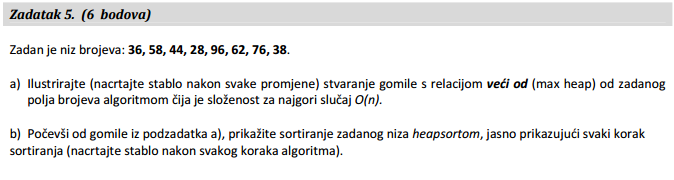 Zadatak 5. (6 bodova)
Zadan je niz brojeva: 36, 58, 44, 28, 96, 62, 76, 38.
a) Ilustrirajte (nacrtajte stablo nakon svake promjene) stvaranje gomile s relacijom veći od (max heap) od zadanog
polja brojeva algoritmom čija je složenost za najgori slučaj O(n).
b) Počevši od gomile iz podzadatka a), prikažite sortiranje zadanog niza heapsortom, jasno prikazujući svaki korak
sortiranja (nacrtajte stablo nakon svakog koraka algoritma).